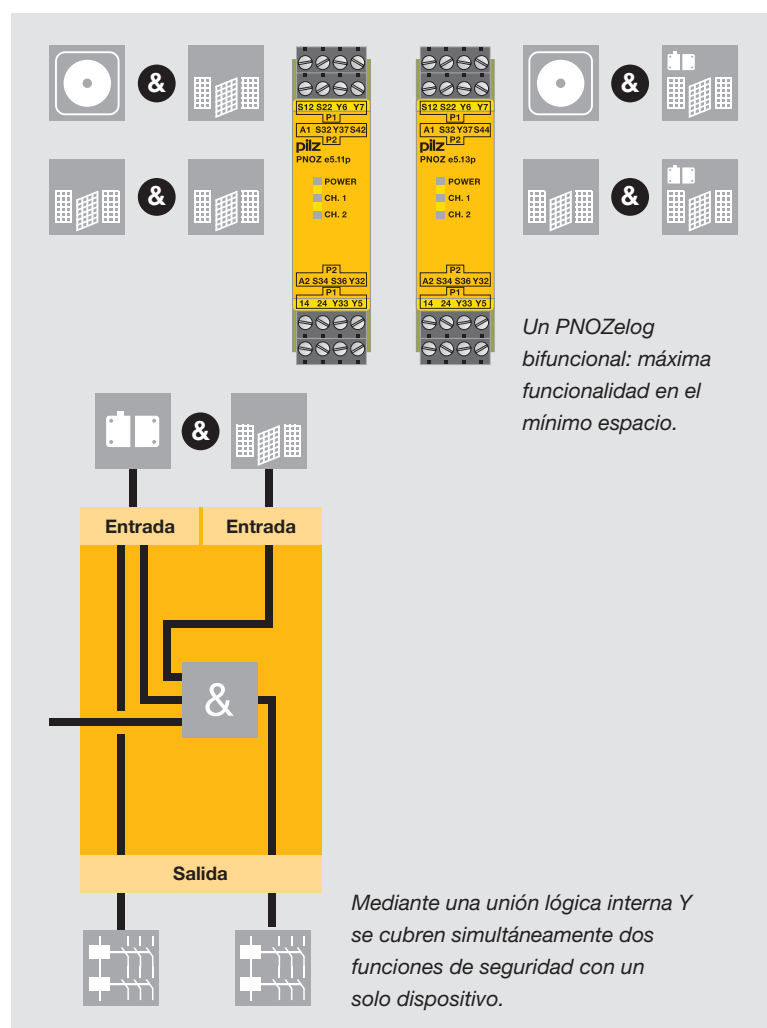 &
&
S12 S22 Y6 Y7
P1
A1 S32 Y37 S42
P2
pilz
PNOZ e5.11p
POWER
CH. 1
CH. 2
P2
A2 S34 S36 Y32
P1
14 24 Y33 Y5
S12 S22 Y6 Y7
P1
A1 S32 Y37 S44
P2
pilz
PNOZ e5.13p
POWER
CH. 1
CH. 2
P2
A2 S34 S36 Y32
P1
14 24 Y33 Y5
&
&
Un PNOZelog
bifuncional: máxima
funcionalidad en el
mínimo espacio.
&
Entrada
Entrada
&
Salida
Mediante una unión lógica interna Y
se cubren simultáneamente dos
funciones de seguridad con un
solo dispositivo.